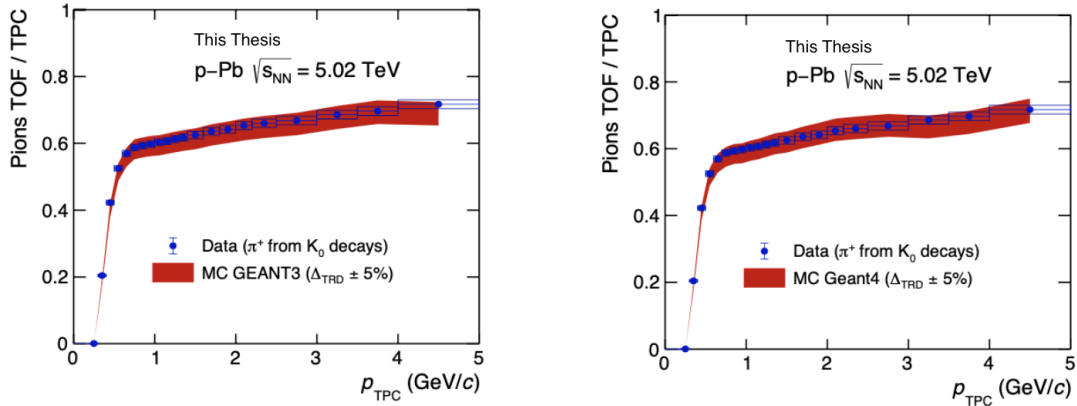 Pions TOF / TPC
1
0.8
0.6
0.4
0.2
0
This Thesis
p−Pb √sNN = 5.02 TeV
Data (π+ from K0 decays)
MC GEANT3 (ΔTRD ± 5%)
0 1 2 3 4 5
pTPC (GeV/c)
Pions TOF / TPC
1
0.8
0.6
0.4
0.2
0
This Thesis
p−Pb √sNN = 5.02 TeV
Data (π+ from K0 decays)
MC Geant4 (ΔTRD ± 5%)
0 1 2 3 4 5
pTPC (GeV/c)